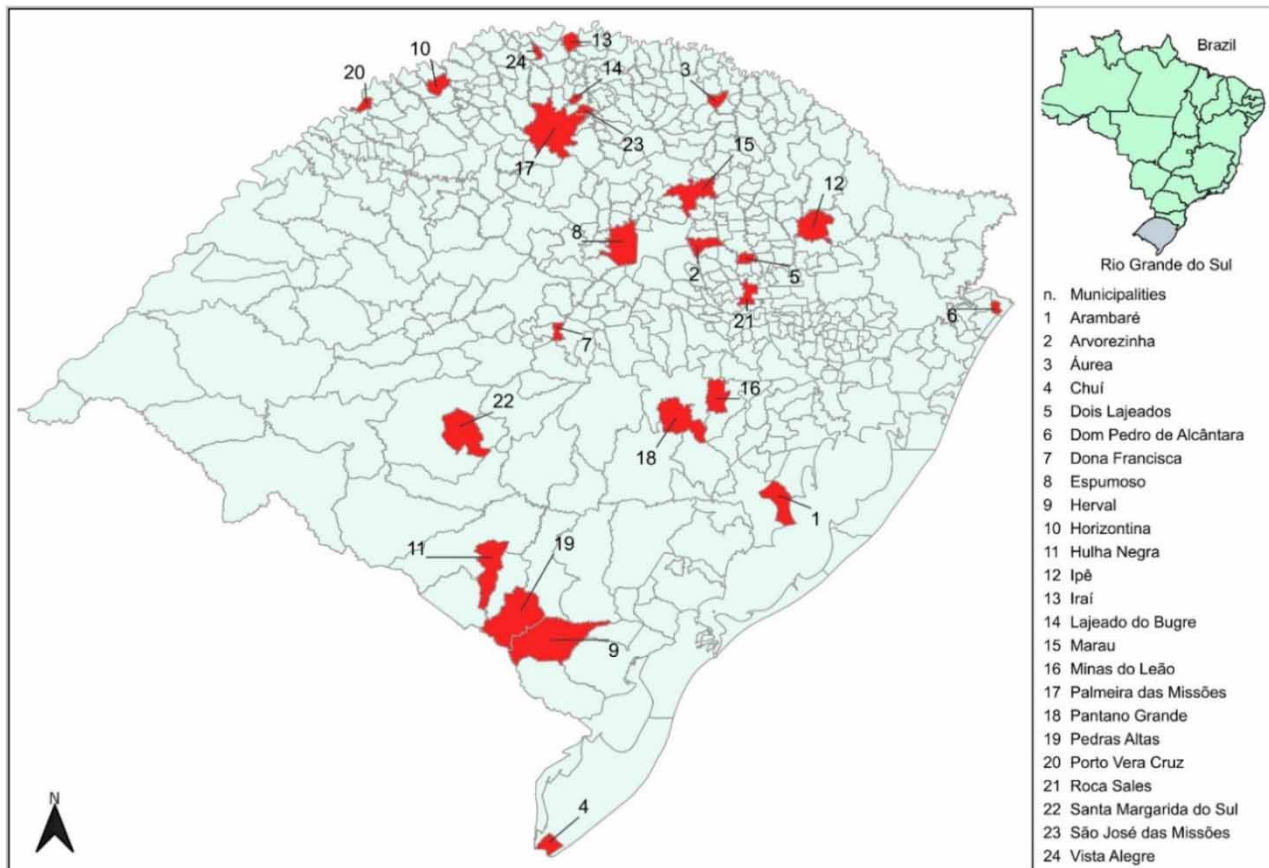 13
10
24
20
14
3
23
15
17
12
8
2
5
6
21
7
16
22
18
1
11
19
9
4
N
Brazil
Rio Grande do Sul
n. Municipalities
1 Arambaré
2 Arvorezinha
3 Áurea
4 Chuí
5 Dois Lajeados
6 Dom Pedro de Alcântara
7 Dona Francisca
8 Espumoso
9 Herval
10 Horizontina
11 Hulha Negra
12 Ipê
13 Iraí
14 Lajeado do Bugre
15 Marau
16 Minas do Leão
17 Palmeira das Missões
18 Pantano Grande
19 Pedras Altas
20 Porto Vera Cruz
21 Roca Sales
22 Santa Margarida do Sul
23 São José das Missões
24 Vista Alegre